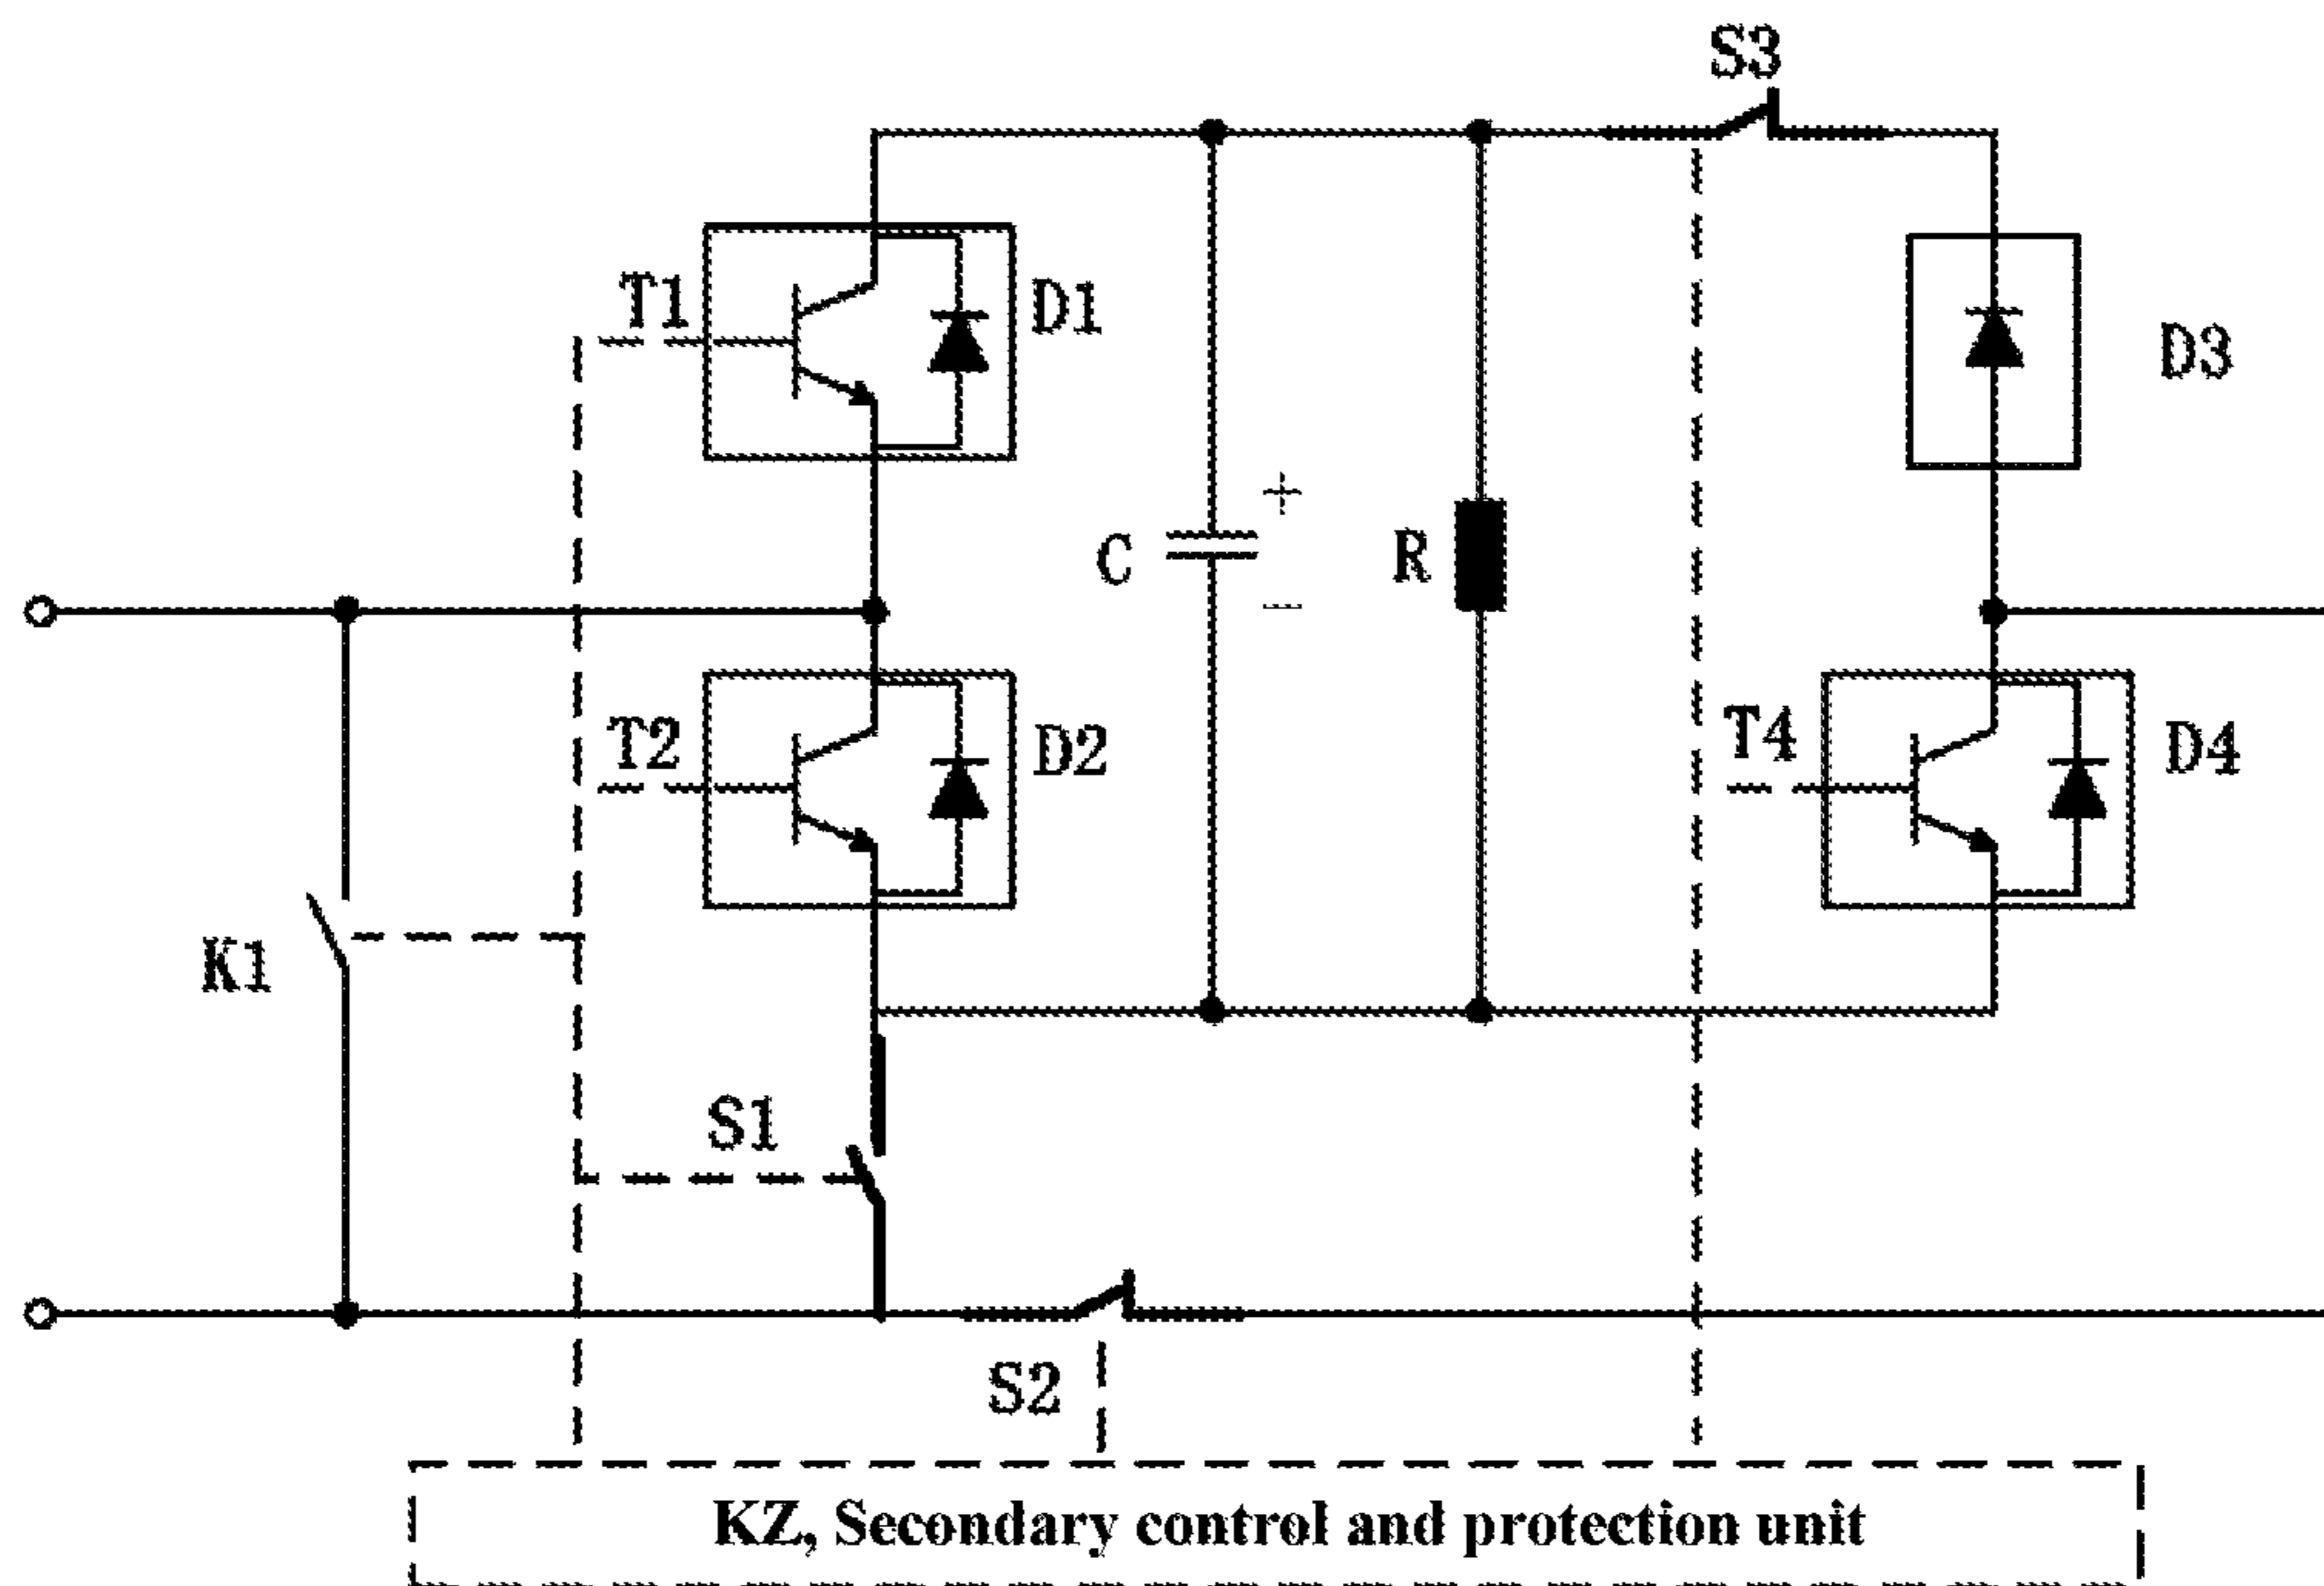 S3
T1
D1
D3
+
C
R
−
T2
D2
T4
D4
K1
S1
S2
KZ, Secondary control and protection unit